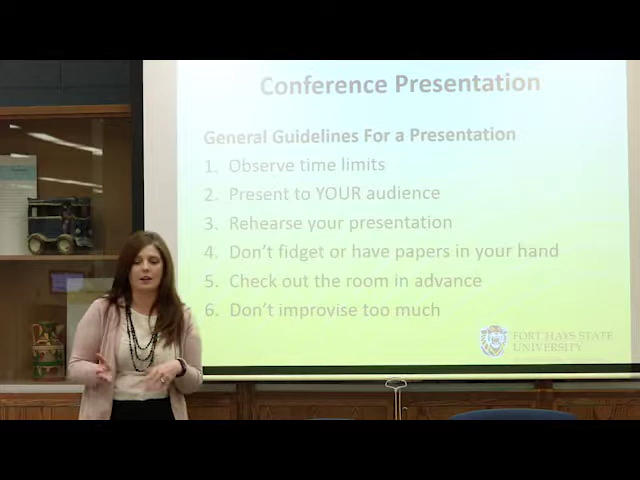 Conference Presentation
General Guidelines For a Presentation
1. Observe time limits
2. Present to YOUR audience
3. Rehearse your presentation
4. Don't fidget or have papers in your hand
5. Check out the room in advance
6. Don't improvise too much
FORT HAYS STATE
UNIVERSITY